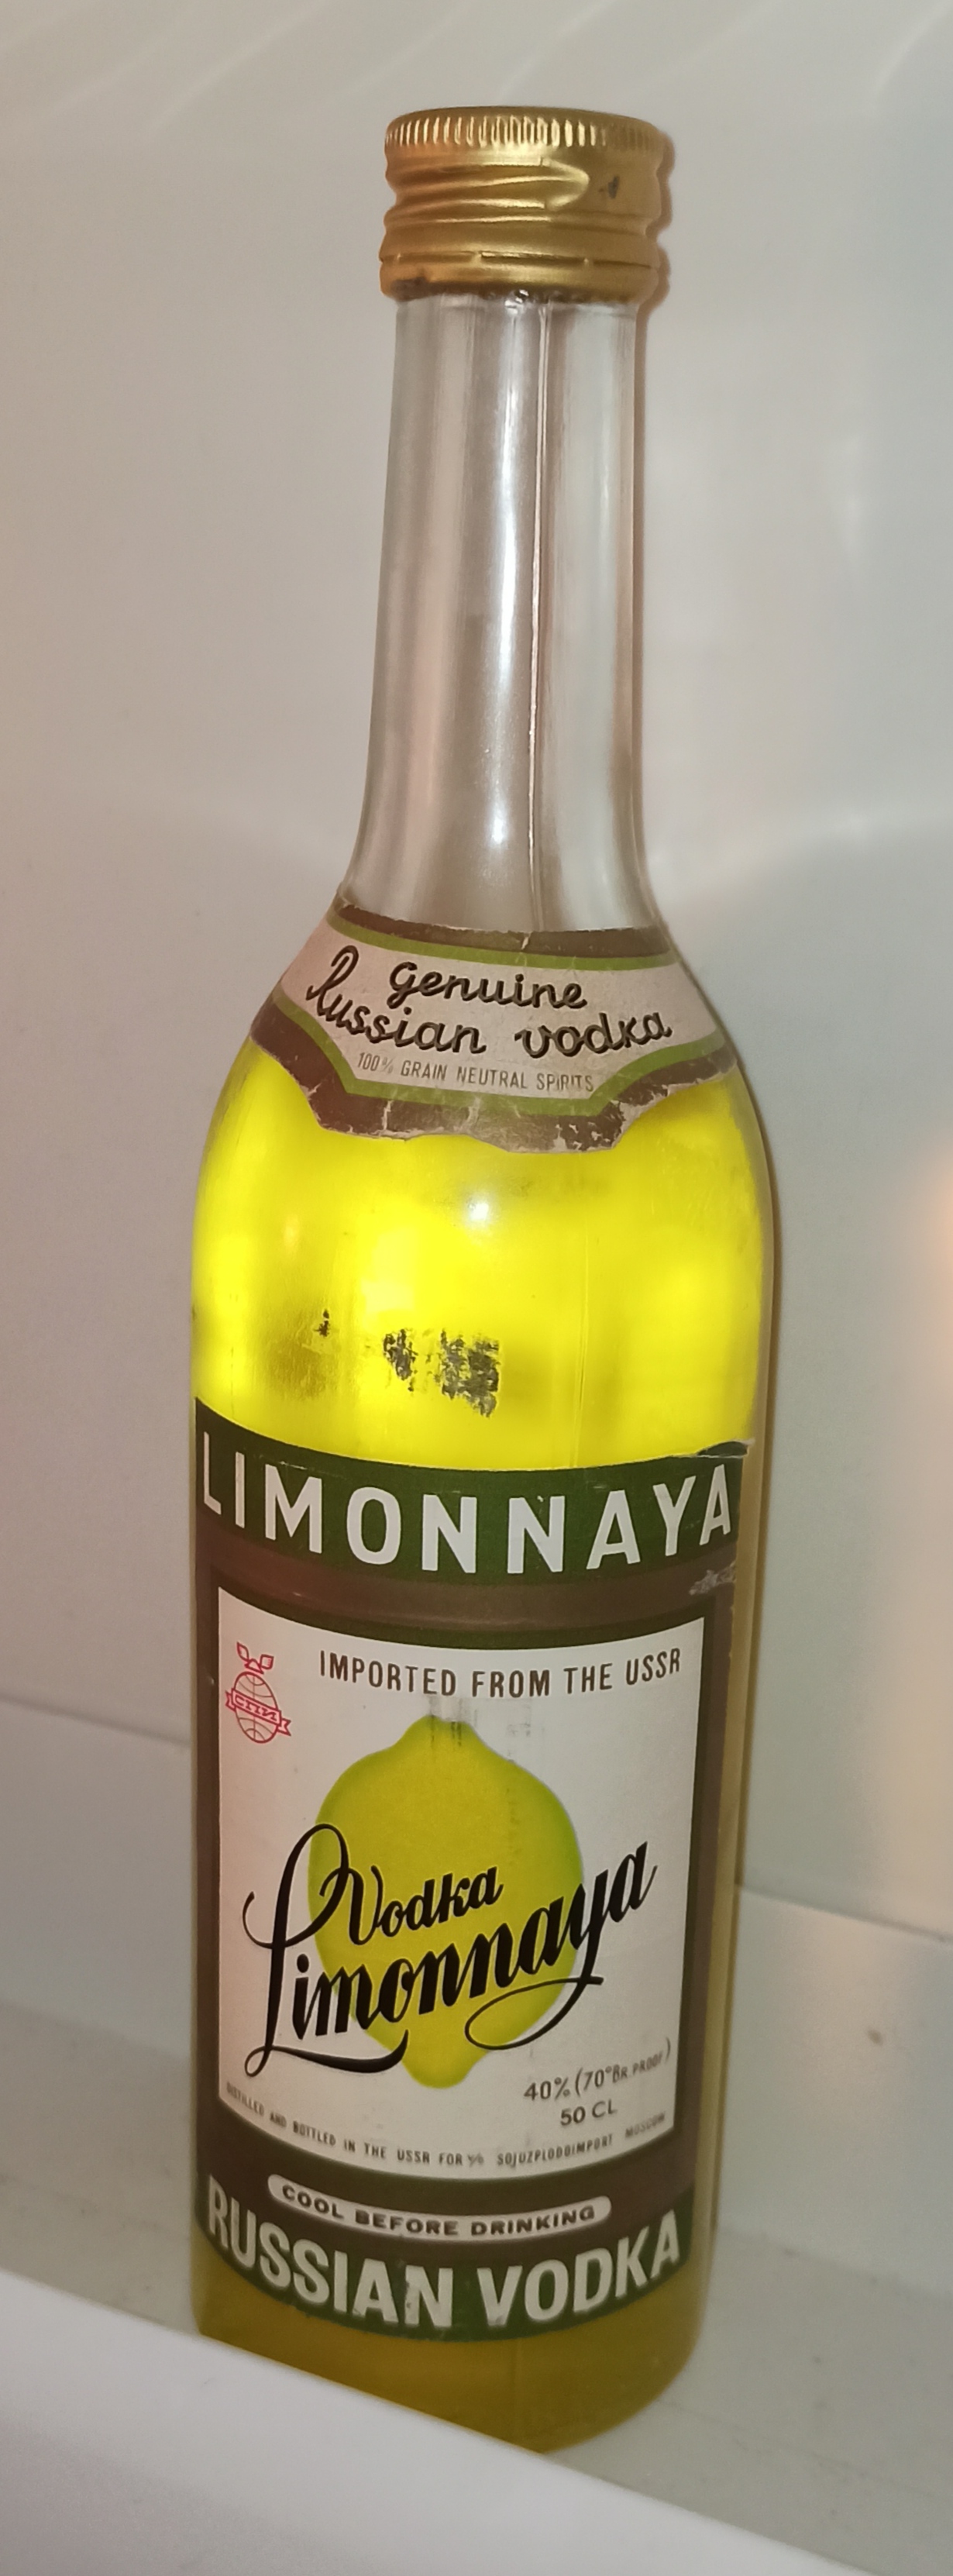 genuine
Russian vodka
100% GRAIN NEUTRAL SPIRITS
LIMONNAYA
IMPORTED FROM THE USSR
СПИ
Vodka
Limonnaya
40% (70° BR. PROOF)
50 CL
DISTILLED AND BOTTLED IN THE USSR FOR V/O SOJUZPLODOIMPORT MOSCOW
COOL BEFORE DRINKING
RUSSIAN VODKA